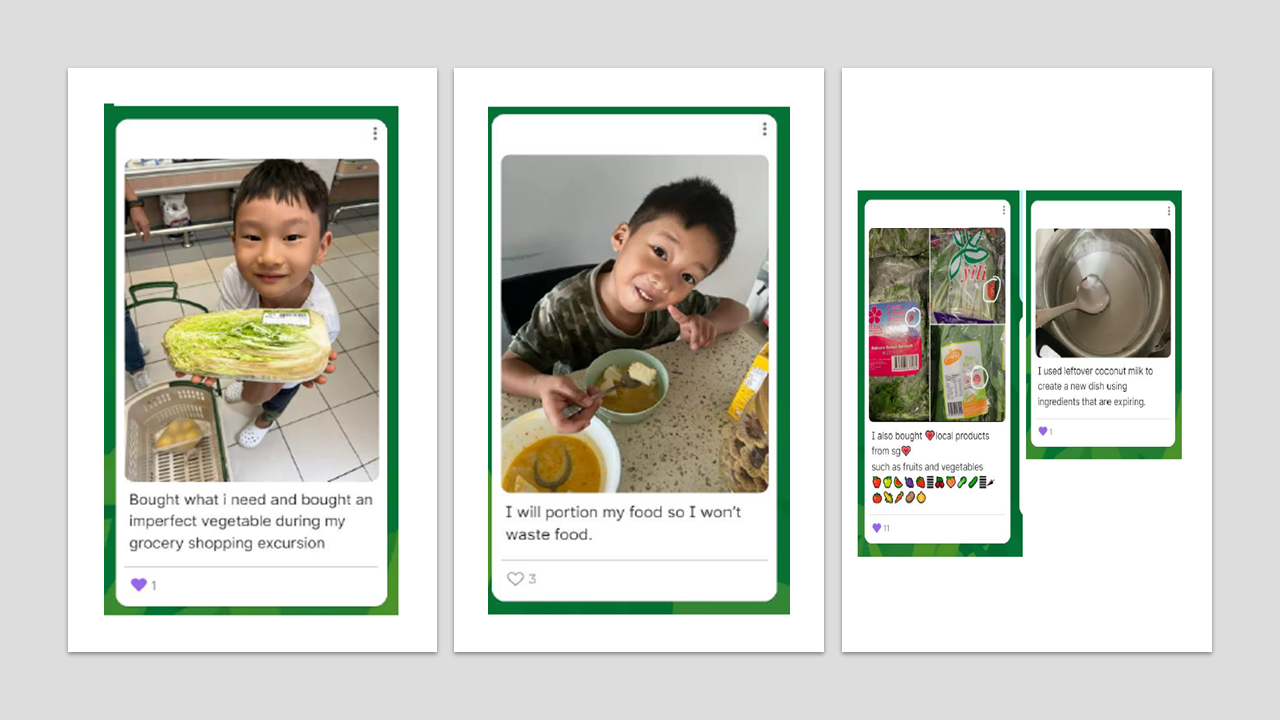 Bought what i need and bought an
imperfect vegetable during my
grocery shopping excursion
1
I will portion my food so I won't
waste food.
3
yili
I also bought ❤️local products
from sg❤️
such as fruits and vegetables
11
I used leftover coconut milk to
create a new dish using
ingredients that are expiring.
1